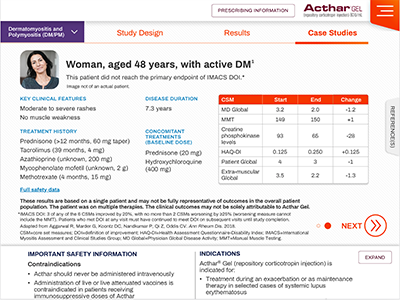 PRESCRIBING INFORMATION
Acthar GEL
(repository corticotropin injection) 80 U/mL
Dermatomyositis and
Polymyositis (DM/PM)
Study Design
Results
Case Studies
Woman, aged 48 years, with active DM¹
This patient did not reach the primary endpoint of IMACS DOI.*
Image not of an actual patient.
KEY CLINICAL FEATURES
Moderate to severe rashes
No muscle weakness
DISEASE DURATION
7.3 years
TREATMENT HISTORY
Prednisone (>12 months, 60 mg taper)
Tacrolimus (39 months, 4 mg)
Azathioprine (unknown, 200 mg)
Mycophenolate mofetil (unknown, 2 g)
Methotrexate (4 months, 15 mg)
CONCOMITANT
TREATMENTS
(BASELINE DOSE)
Prednisone (20 mg)
Hydroxychloroquine
(400 mg)
CSM Start End Change
MD Global 3.2 2.0 -1.2
MMT 149 150 +1
Creatine
phosphokinase
levels 93 65 -28
HAQ-DI 0.125 0.250 +0.125
Patient Global 4 3 -1
Extra-muscular
Global 3.5 2.2 -1.3
REFERENCES
Full safety data
These results are based on a single patient and may not be fully representative of outcomes in the overall patient
population. The patient was on multiple therapies. The clinical outcomes may not be solely attributed to Acthar Gel.
*IMACS DOI: 3 of any of the 6 CSMs improved by ≥20%, with no more than 2 CSMs worsening by ≥25% (worsening measure cannot
include the MMT). Patients who met DOI at any visit must have continued to meet DOI on subsequent visits until study completion.
Adapted from Aggarwal R, Marder G, Koontz DC, Nandkumar P, Qi Z, Oddis CV. Ann Rheum Dis. 2018.
CSM=core set measures; DOI=definition of improvement; HAQ-DI=Health Assessment Questionnaire-Disability Index; IMACS=International
Myositis Assessment and Clinical Studies Group; MD Global=Physician Global Disease Activity; MMT=Manual Muscle Testing.
NEXT
IMPORTANT SAFETY INFORMATION
Contraindications
• Acthar should never be administered intravenously
• Administration of live or live attenuated vaccines is
contraindicated in patients receiving
immunosuppressive doses of Acthar
INDICATIONS
Acthar® Gel (repository corticotropin injection) is
indicated for:
• Treatment during an exacerbation or as maintenance
therapy in selected cases of systemic lupus
erythematosus
EXPAND